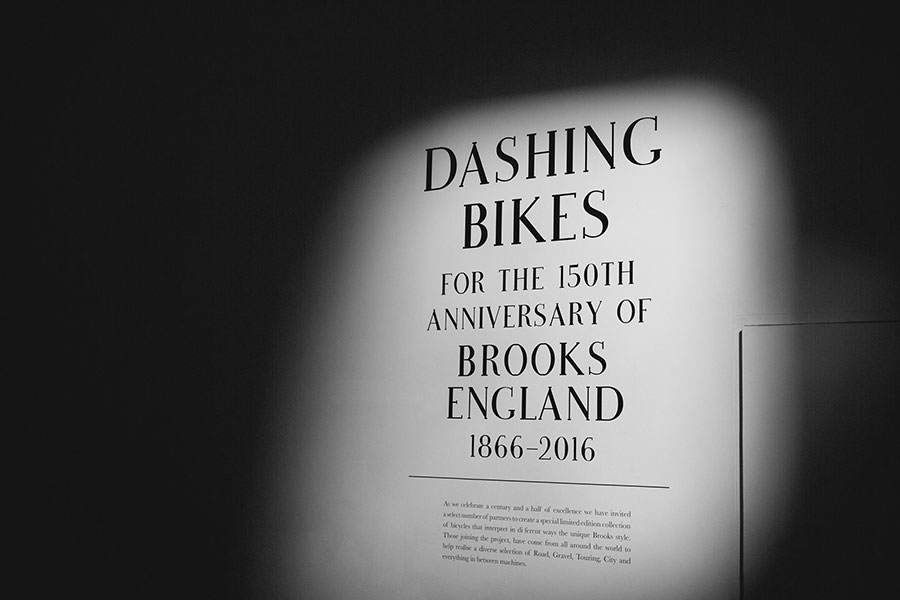 DASHING
BIKES
FOR THE 150TH
ANNIVERSARY OF
BROOKS
ENGLAND
1866–2016
As we celebrate a century and a half of excellence we have invited
a select number of partners to create a special limited edition collection
of bicycles that interpret in di ferent ways the unique Brooks style.
Those joining the project, have come from all around the world to
help realise a diverse selection of Road, Gravel, Touring, City and
everything in between machines.